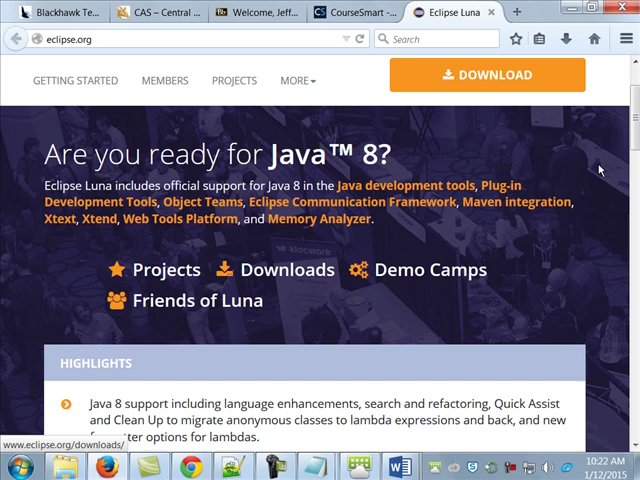 Blackhawk Te...
CAS – Central ...
Welcome, Jeff...
CourseSmart -...
Eclipse Luna
eclipse.org
Search
GETTING STARTED
MEMBERS
PROJECTS
MORE
DOWNLOAD
Are you ready for Java™ 8?
Eclipse Luna includes official support for Java 8 in the Java development tools, Plug-in
Development Tools, Object Teams, Eclipse Communication Framework, Maven integration,
Xtext, Xtend, Web Tools Platform, and Memory Analyzer.
Projects
Downloads
Demo Camps
Friends of Luna
HIGHLIGHTS
Java 8 support including language enhancements, search and refactoring, Quick Assist
and Clean Up to migrate anonymous classes to lambda expressions and back, and new
options for lambdas.
www.eclipse.org/downloads/
10:22 AM
1/12/2015